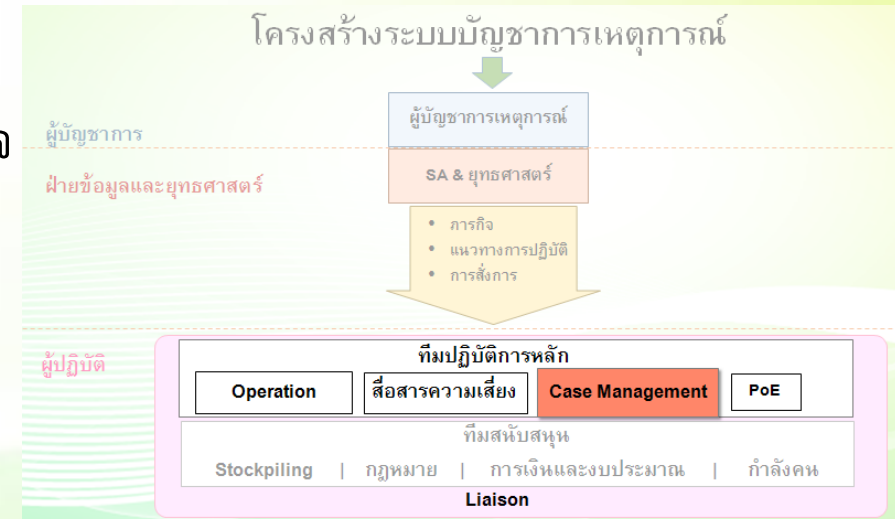 โครงสร้างระบบบัญชาการเหตุการณ์
ผู้บัญชาการเหตุการณ์
ผู้บัญชาการ
ฝ่ายข้อมูลและยุทธศาสตร์
SA & ยุทธศาสตร์
• ภารกิจ
• แนวทางการปฏิบัติ
• การสั่งการ
ผู้ปฏิบัติ
ทีมปฏิบัติการหลัก
Operation สื่อสารความเสี่ยง Case Management PoE
ทีมสนับสนุน
Stockpiling | กฎหมาย | การเงินและงบประมาณ | กำลังคน
Liaison